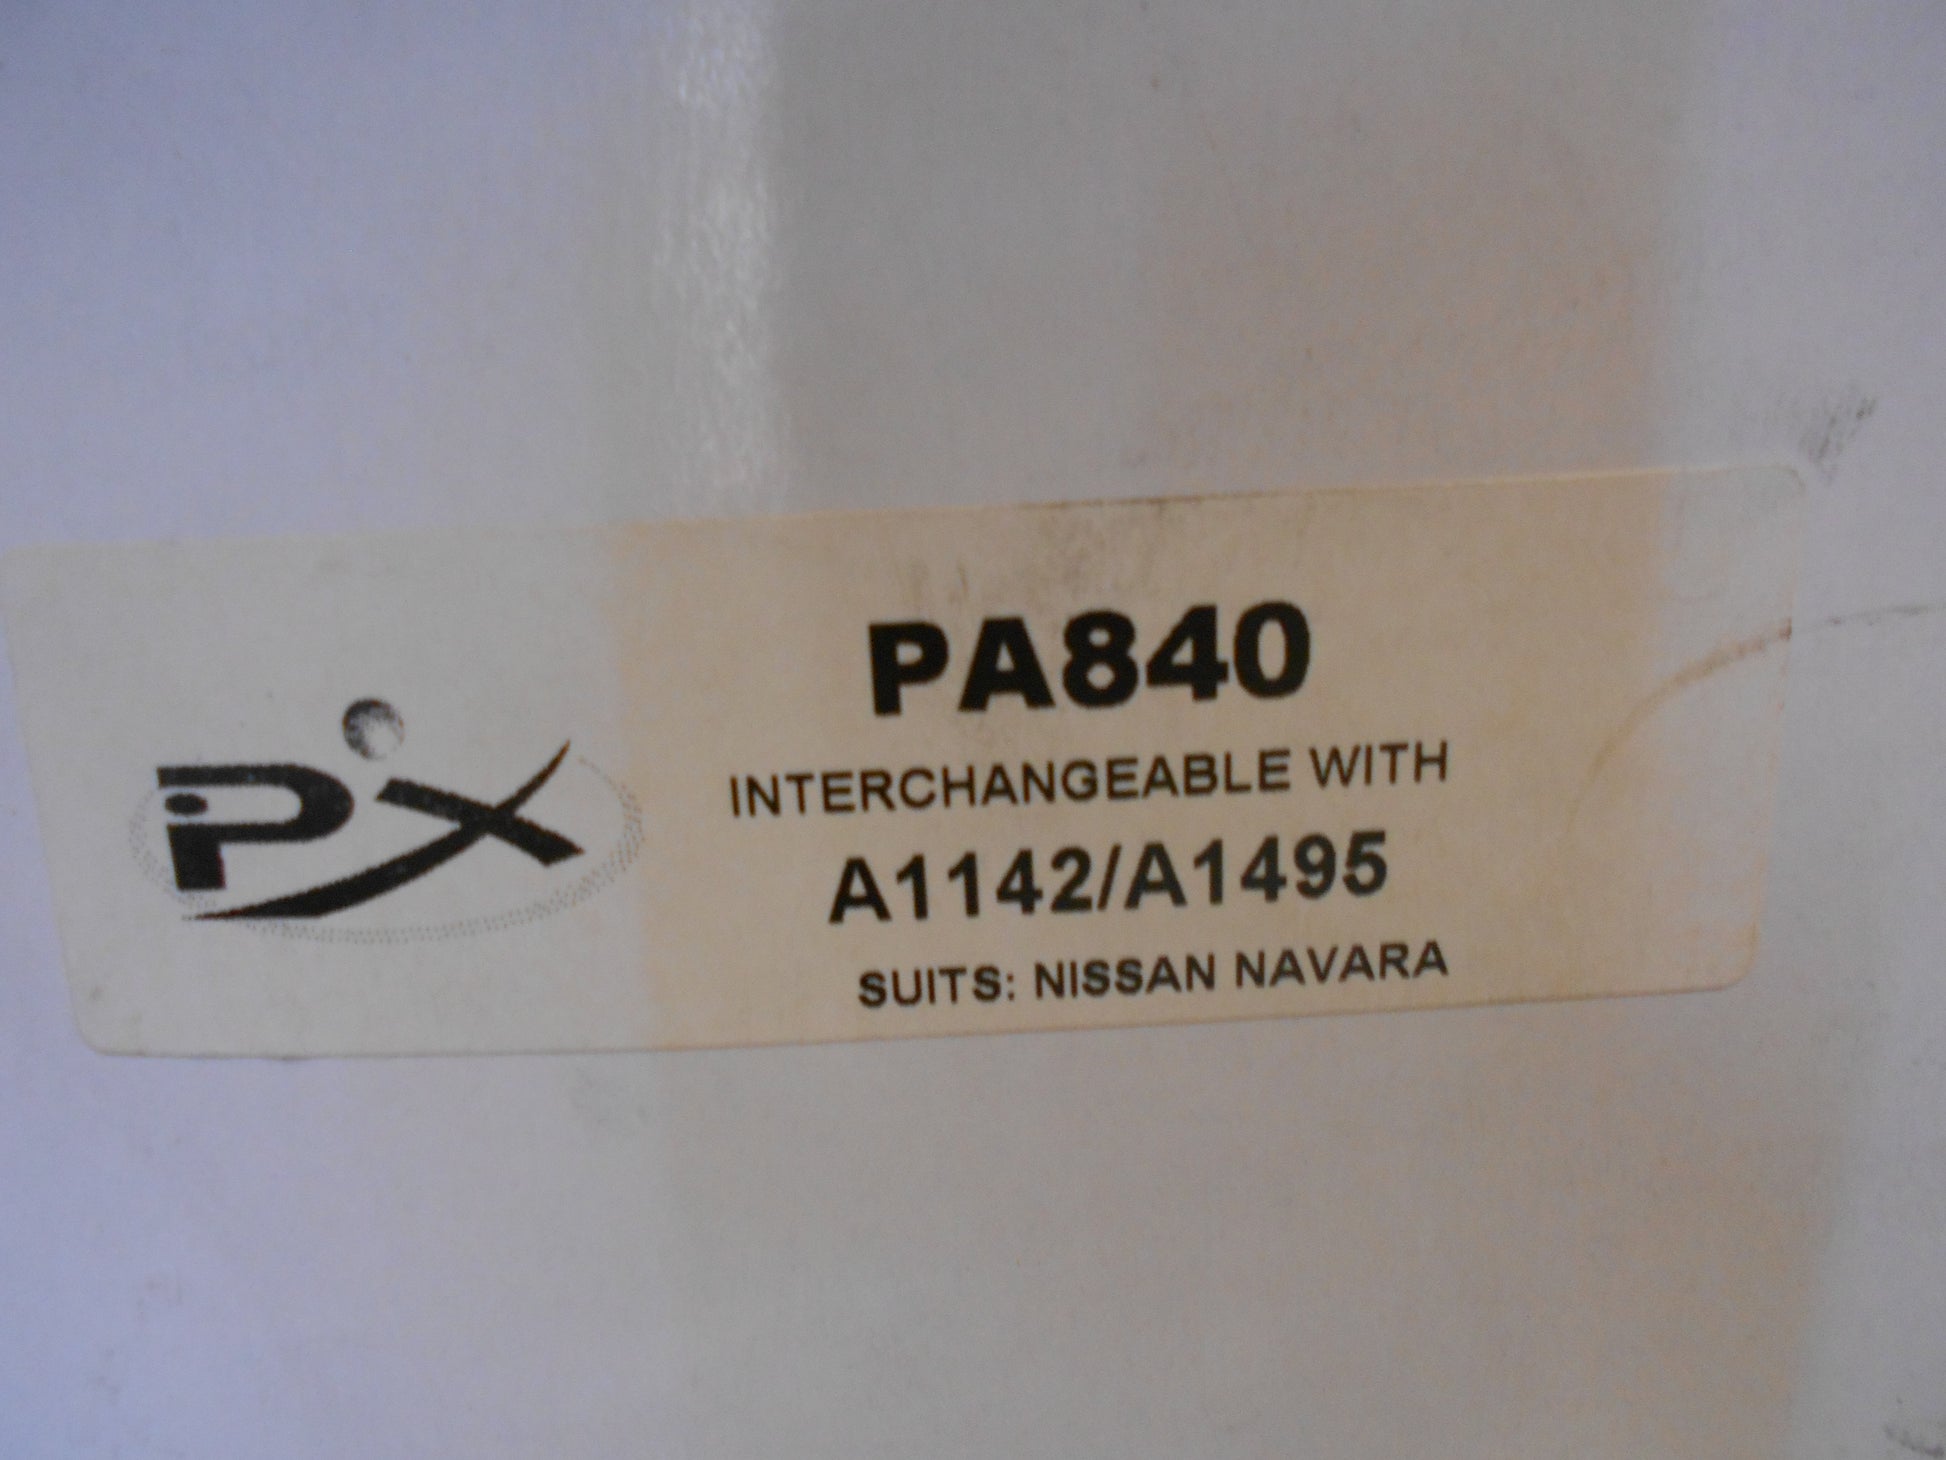 PA840
INTERCHANGEABLE WITH
PX
A1142/A1495
SUITS: NISSAN NAVARA